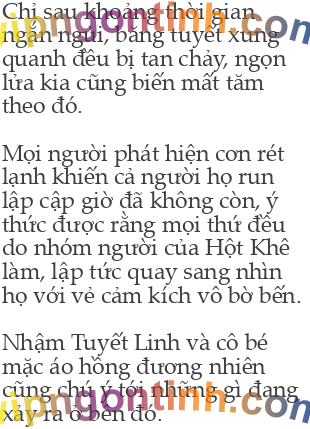 Chỉ sau khoảng thời gian
ngắn ngủi, băng tuyết xung
quanh đều bị tan chảy, ngọn
lửa kia cũng biến mất tăm
theo đó.
Mọi người phát hiện cơn rét
lạnh khiến cả người họ run
lập cập giờ đã không còn, ý
thức được rằng mọi thứ đều
do nhóm người của Hột Khê
làm, lập tức quay sang nhìn
họ với vẻ cảm kích vô bờ bến.
Nhậm Tuyết Linh và cô bé
mặc áo hồng đương nhiên
cũng chú ý tới những gì đang
xảy ra ở bên đó.